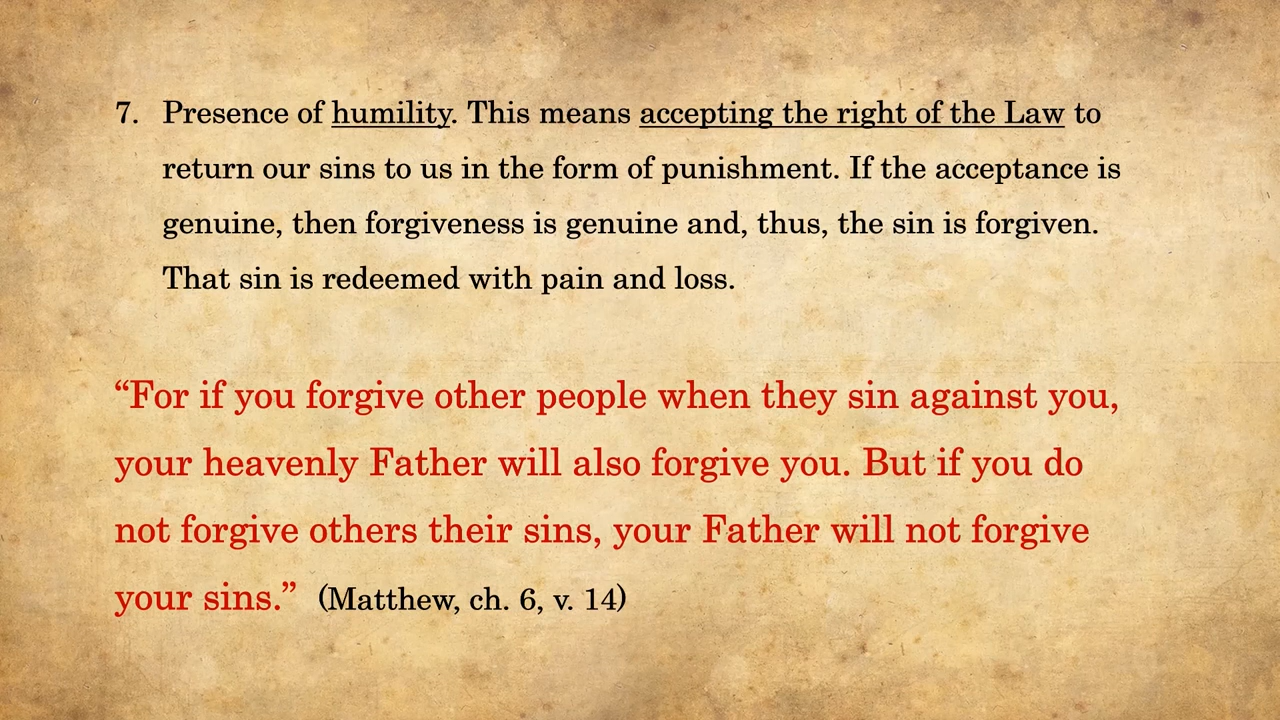 7. Presence of humility. This means accepting the right of the Law to
return our sins to us in the form of punishment. If the acceptance is
genuine, then forgiveness is genuine and, thus, the sin is forgiven.
That sin is redeemed with pain and loss.
“For if you forgive other people when they sin against you,
your heavenly Father will also forgive you. But if you do
not forgive others their sins, your Father will not forgive
your sins.” (Matthew, ch. 6, v. 14)